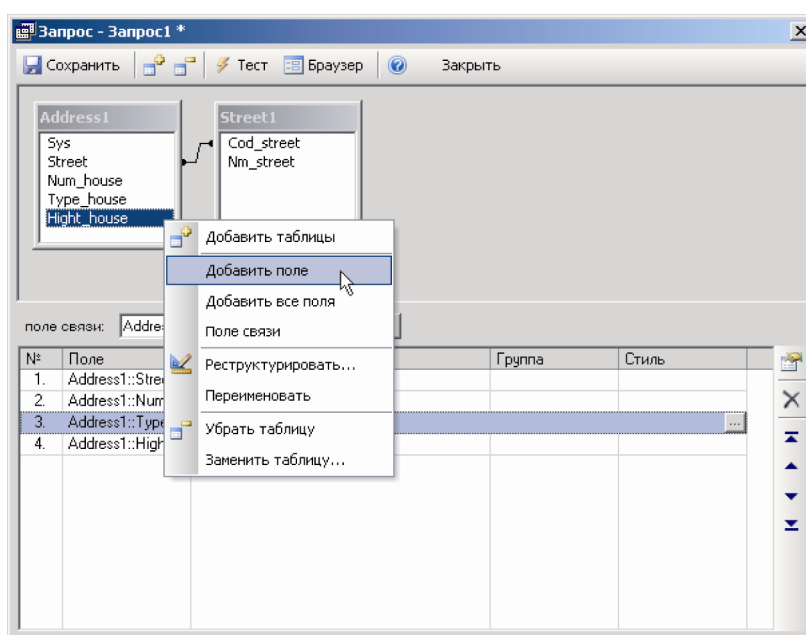 Запрос - Запрос1 *
Сохранить Тест Браузер Закрыть
Address1 Street1
Sys Cod_street
Street Nm_street
Num_house
Type_house
Hight_house
Добавить таблицы
Добавить поле
Добавить все поля
Поле связи
Реструктурировать...
Переименовать
Убрать таблицу
Заменить таблицу...
поле связи: Addre
№ Поле Группа Стиль
1. Address1::Stree
2. Address1::Num
3. Address1::Type ...
4. Address1::High